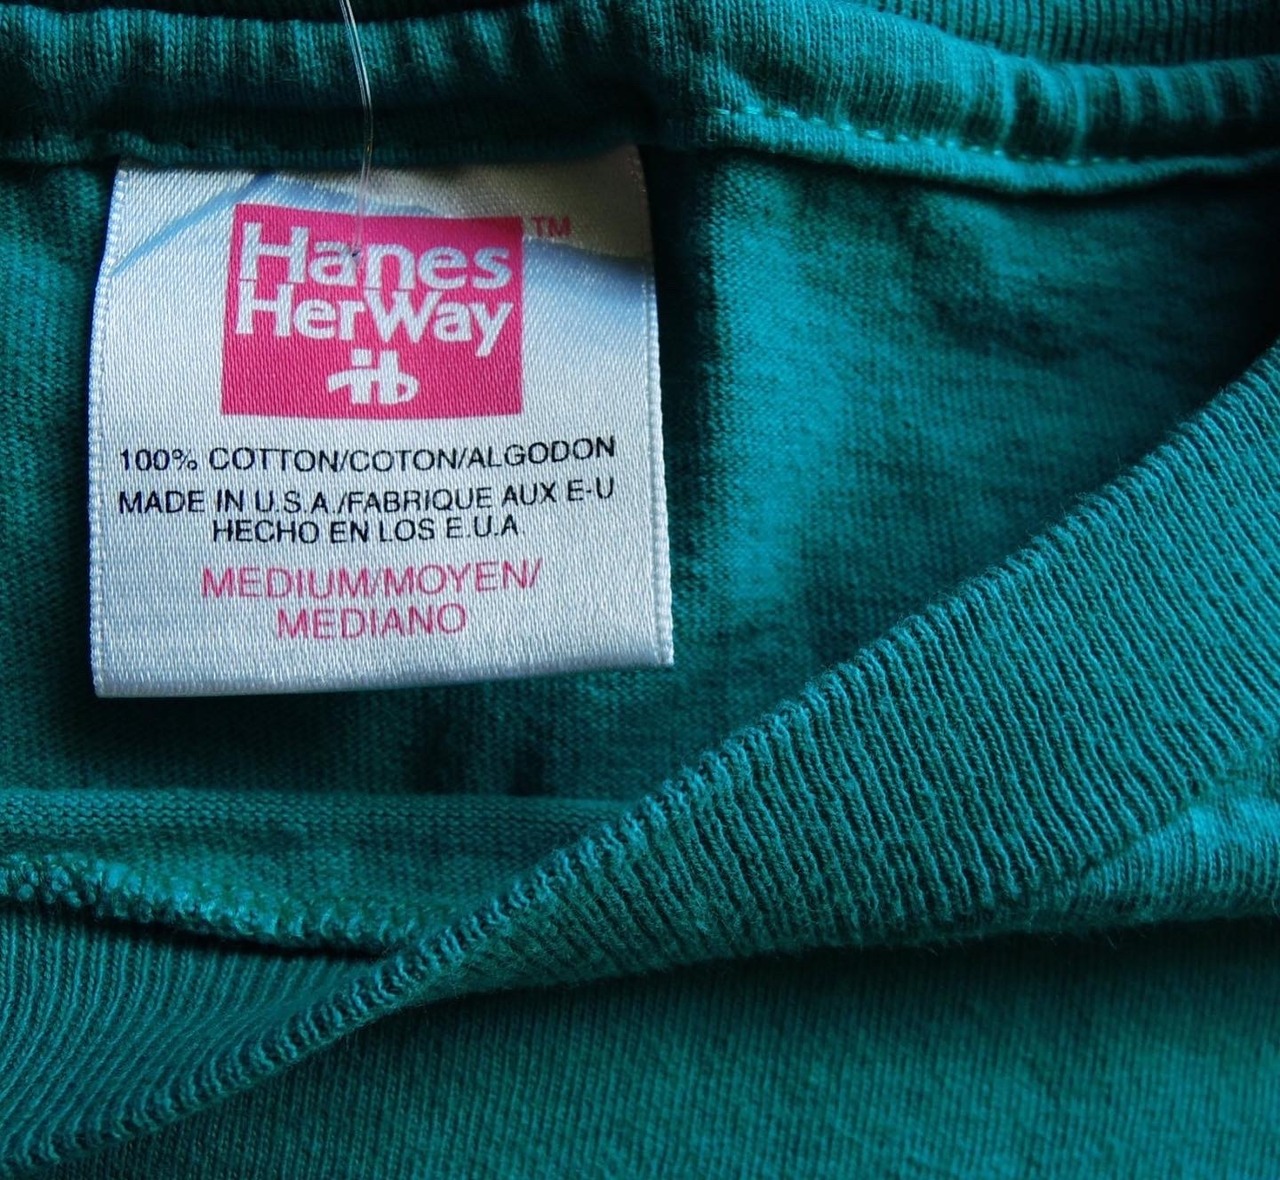 Hanes
HerWay
TM
100% COTTON/COTON/ALGODON
MADE IN U.S.A./FABRIQUE AUX E-U
HECHO EN LOS E.U.A.
MEDIUM/MOYEN/
MEDIANO